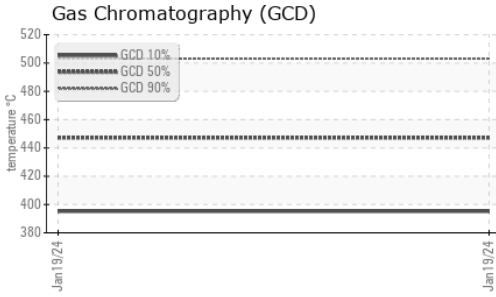 Gas Chromatography (GCD)
520
500
480
460
440
420
400
380
temperature °C
GCD 10%
GCD 50%
GCD 90%
Jan19/24
Jan19/24